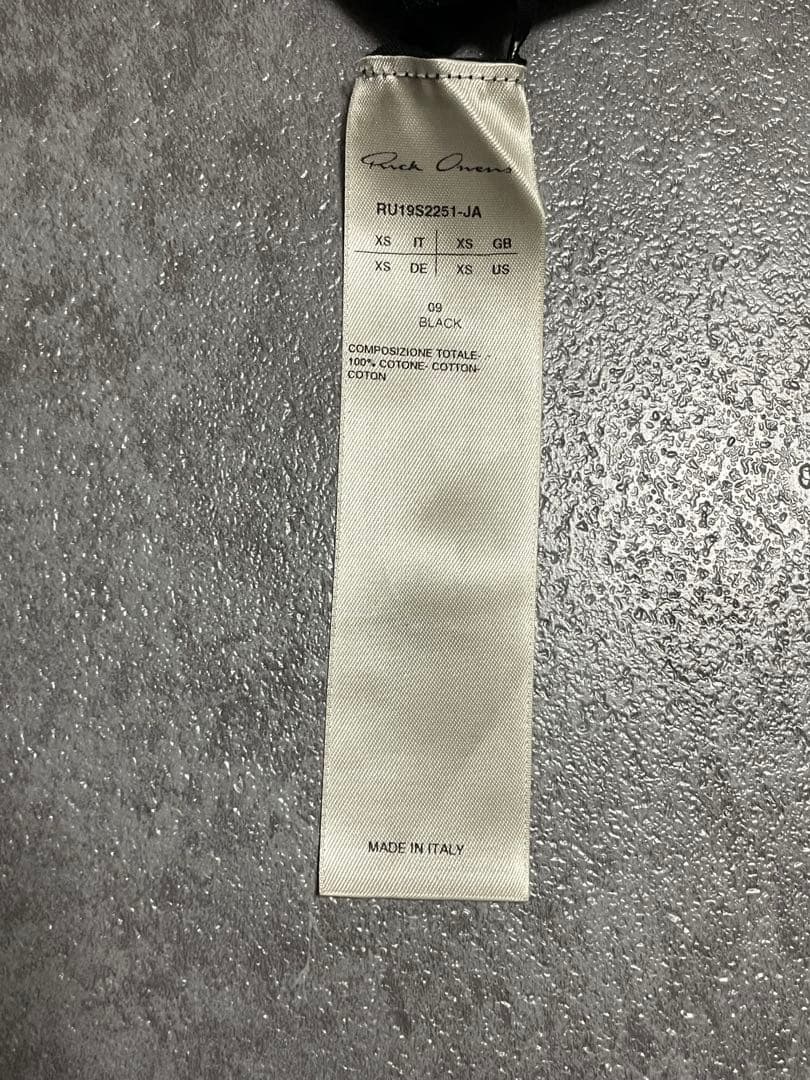 Rick Owens
RU19S2251-JA
XS IT XS GB
XS DE XS US
09
BLACK
COMPOSIZIONE TOTALE- -
100% COTONE- COTTON-
COTON
MADE IN ITALY